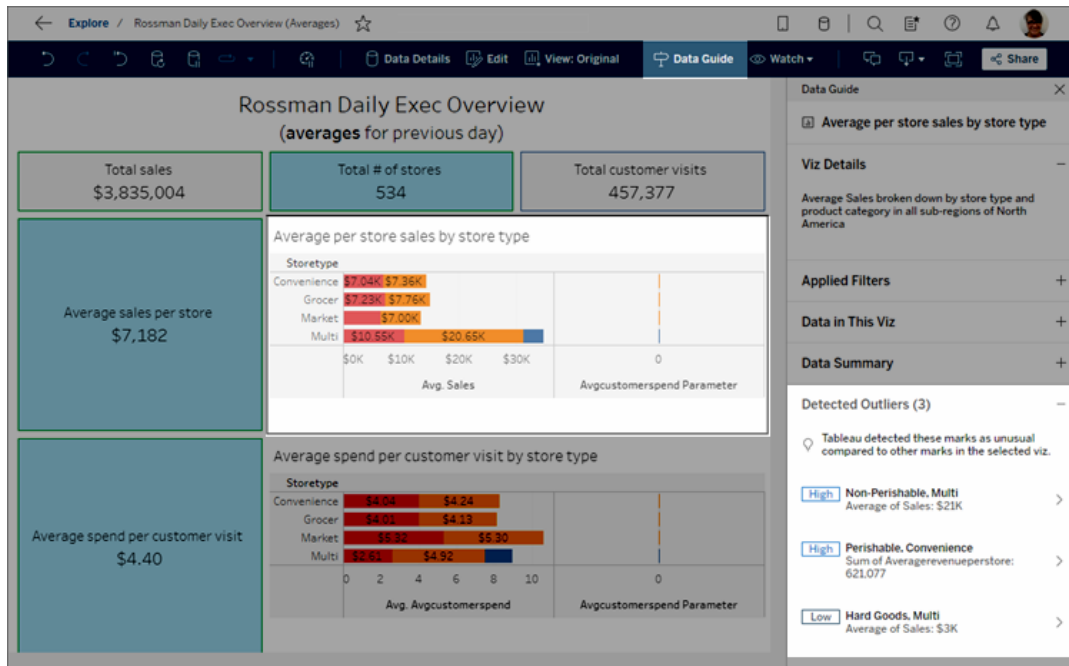 Explore / Rossman Daily Exec Overview (Averages)
Data Details Edit View: Original Data Guide Watch Share
Rossman Daily Exec Overview
(averages for previous day)
Total sales
$3,835,004
Total # of stores
534
Total customer visits
457,377
Average sales per store
$7,182
Average per store sales by store type
Storetype
Convenience $7.04K $7.36K
Grocer $7.23K $7.76K
Market $7.00K
Multi $10.55K $20.65K
$0K $10K $20K $30K 0
Avg. Sales Avgcustomerspend Parameter
Average spend per customer visit
$4.40
Average spend per customer visit by store type
Storetype
Convenience $4.04 $4.24
Grocer $4.01 $4.13
Market $5.32 $5.30
Multi $2.61 $4.92
0 2 4 6 8 10 0
Avg. Avgcustomerspend Avgcustomerspend Parameter
Data Guide
Average per store sales by store type
Viz Details
Average Sales broken down by store type and
product category in all sub-regions of North
America
Applied Filters
Data in This Viz
Data Summary
Detected Outliers (3)
Tableau detected these marks as unusual
compared to other marks in the selected viz.
High Non-Perishable, Multi
Average of Sales: $21K
High Perishable, Convenience
Sum of Averagerevenueperstore:
621,077
Low Hard Goods, Multi
Average of Sales: $3K